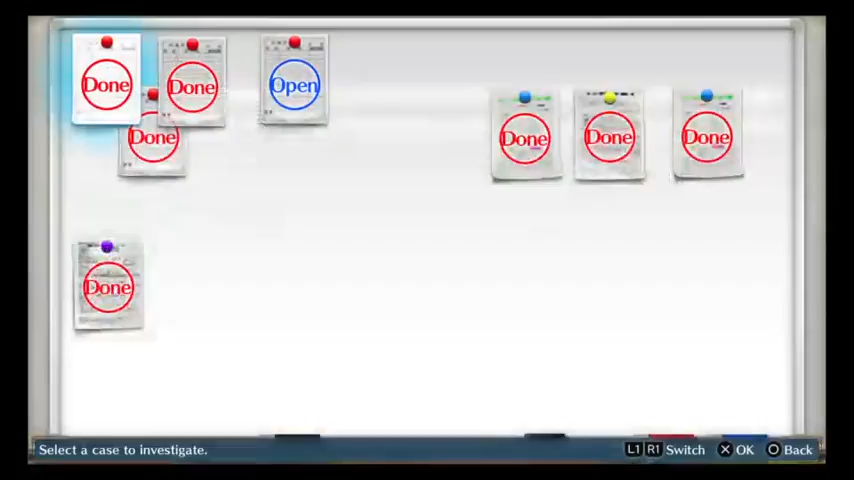 Done
Done
Open
Done
Done
Done
Done
Done
Select a case to investigate.
L1 R1 Switch X OK O Back